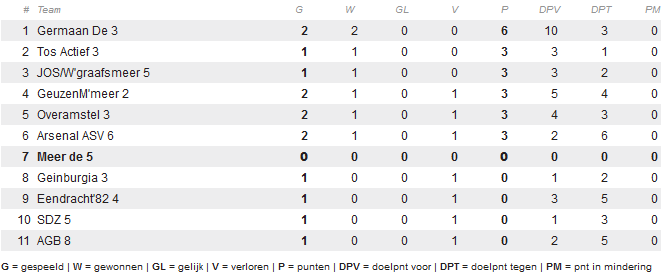 # Team G W GL V P DPV DPT PM
1 Germaan De 3 2 2 0 0 6 10 3 0
2 Tos Actief 3 1 1 0 0 3 3 1 0
3 JOS/W'graafsmeer 5 1 1 0 0 3 3 2 0
4 GeuzenM'meer 2 2 1 0 1 3 5 4 0
5 Overamstel 3 2 1 0 1 3 4 3 0
6 Arsenal ASV 6 2 1 0 1 3 2 6 0
7 Meer de 5 0 0 0 0 0 0 0 0
8 Geinburgia 3 1 0 0 1 0 1 2 0
9 Eendracht'82 4 1 0 0 1 0 3 5 0
10 SDZ 5 1 0 0 1 0 1 3 0
11 AGB 8 1 0 0 1 0 2 5 0
G = gespeeld | W = gewonnen | GL = gelijk | V = verloren | P = punten | DPV = doelpnt voor | DPT = doelpnt tegen | PM = pnt in mindering